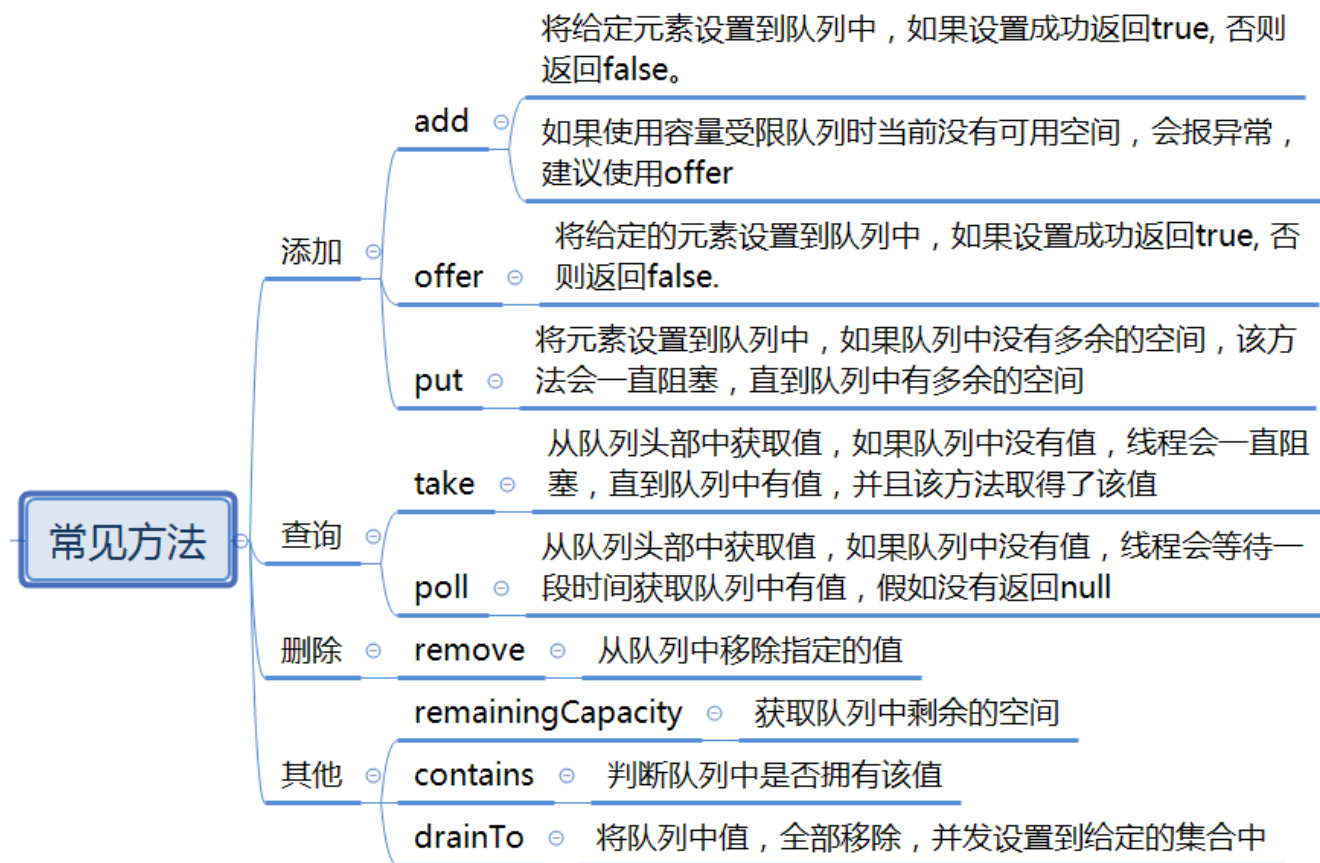 常见方法
添加
add
将给定元素设置到队列中，如果设置成功返回true, 否则
返回false。
如果使用容量受限队列时当前没有可用空间，会报异常，
建议使用offer
offer
将给定的元素设置到队列中，如果设置成功返回true, 否
则返回false.
put
将元素设置到队列中，如果队列中没有多余的空间，该方
法会一直阻塞，直到队列中有多余的空间
查询
take
从队列头部中获取值，如果队列中没有值，线程会一直阻
塞，直到队列中有值，并且该方法取得了该值
poll
从队列头部中获取值，如果队列中没有值，线程会等待一
段时间获取队列中有值，假如没有返回null
删除
remove
从队列中移除指定的值
其他
remainingCapacity
获取队列中剩余的空间
contains
判断队列中是否拥有该值
drainTo
将队列中值，全部移除，并发设置到给定的集合中